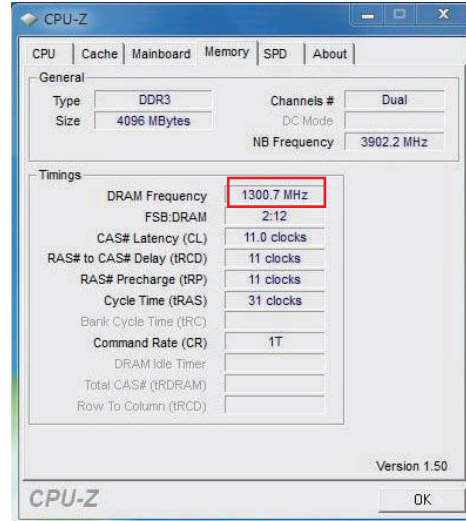 CPU-Z
CPU Cache Mainboard Memory SPD About
General
Type DDR3 Channels # Dual
Size 4096 MBytes DC Mode
NB Frequency 3902.2 MHz
Timings
DRAM Frequency 1300.7 MHz
FSB:DRAM 2:12
CAS# Latency (CL) 11.0 clocks
RAS# to CAS# Delay (tRCD) 11 clocks
RAS# Precharge (tRP) 11 clocks
Cycle Time (tRAS) 31 clocks
Bank Cycle Time (tRC)
Command Rate (CR) 1T
DRAM Idle Timer
Total CAS# (tRDRAM)
Row To Column (tRCD)
Version 1.50
CPU-Z OK